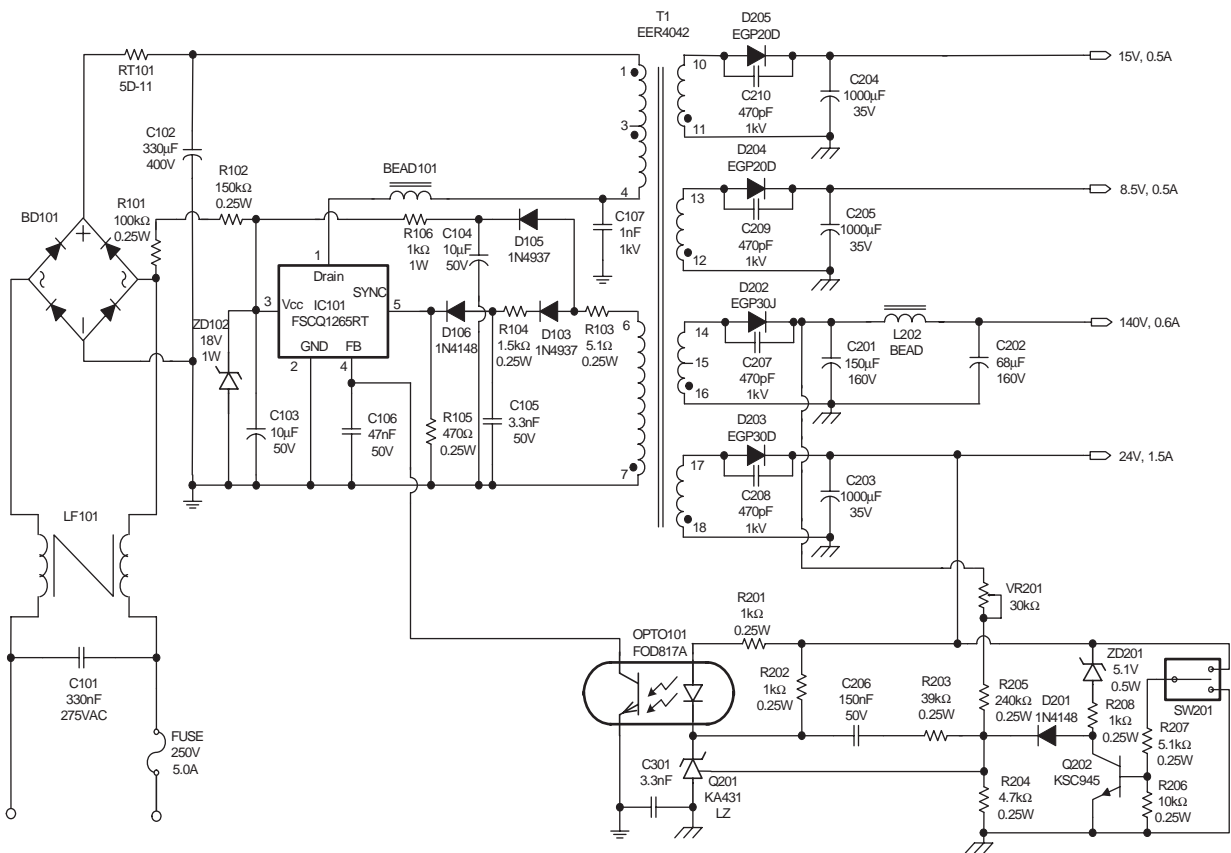 T1
EER4042
RT101
5D-11
C102
330μF
400V
R101
100kΩ
0.25W
R102
150kΩ
0.25W
BD101
BEAD101
1
3
4
C107
1nF
1kV
R106
1kΩ
1W
C104
10μF
50V
D105
1N4937
1
Drain
SYNC
3
Vcc
IC101
FSCQ1265RT
5
GND
FB
2
4
ZD102
18V
1W
D106
1N4148
R104
1.5kΩ
0.25W
D103
1N4937
R103
5.1Ω
0.25W
6
7
C103
10μF
50V
C106
47nF
50V
R105
470Ω
0.25W
C105
3.3nF
50V
LF101
C101
330nF
275VAC
FUSE
250V
5.0A
D205
EGP20D
10
C210
470pF
1kV
11
C204
1000μF
35V
15V, 0.5A
D204
EGP20D
13
C209
470pF
1kV
12
C205
1000μF
35V
8.5V, 0.5A
D202
EGP30J
14
15
16
C207
470pF
1kV
C201
150μF
160V
L202
BEAD
C202
68μF
160V
140V, 0.6A
D203
EGP30D
17
C208
470pF
1kV
18
C203
1000μF
35V
24V, 1.5A
VR201
30kΩ
OPTO101
FOD817A
R201
1kΩ
0.25W
R202
1kΩ
0.25W
C206
150nF
50V
R203
39kΩ
0.25W
R205
240kΩ
0.25W
D201
1N4148
ZD201
5.1V
0.5W
R208
1kΩ
0.25W
SW201
R207
5.1kΩ
0.25W
C301
3.3nF
Q201
KA431
LZ
R204
4.7kΩ
0.25W
Q202
KSC945
R206
10kΩ
0.25W